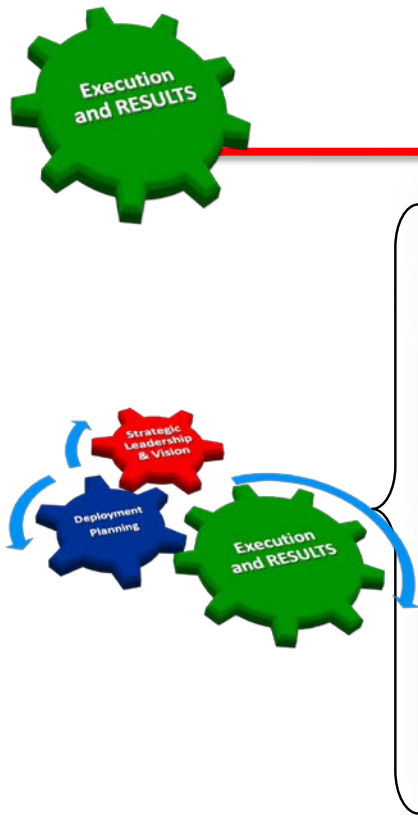 Execution
and RESULTS
Strategic
Leadership
& Vision
Deployment
Planning
Execution
and RESULTS